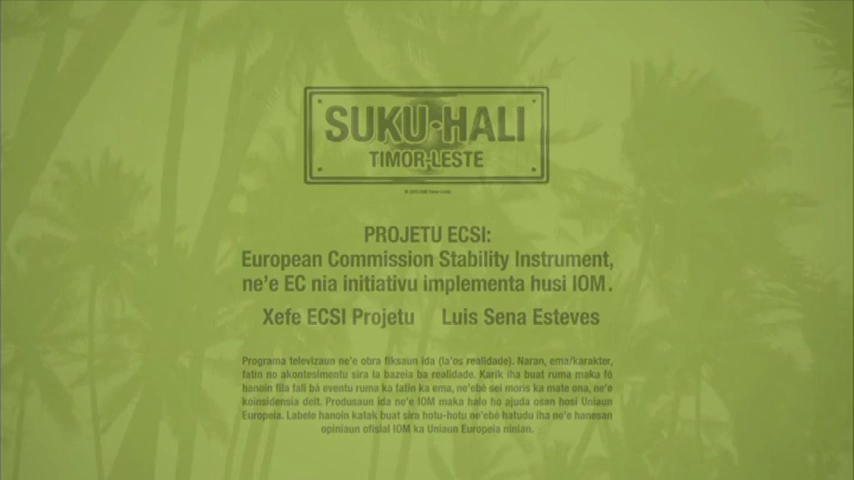 SUKU·HALI
TIMOR-LESTE
PROJETU ECSI:
European Commission Stability Instrument,
ne'e EC nia initiativu implementa husi IOM.
Xefe ECSI Projetu Luis Sena Esteves
Programa televizaun ne'e obra fiksaun ida (la'os realidade). Naran, ema/karakter,
fatin no akontesimentu sira la bazeia ba realidade. Karik iha buat ruma maka fó
hanoin fila fali bá eventu ruma ka fatin ka ema, ne'ebé sei moris ka mate ona, ne'e
koinsidensia deit. Produsaun ida ne'e IOM maka halo ho ajuda osan hosi Uniaun
Europeia. Labele hanoin katak buat sira hotu-hotu ne'ebé hatudu iha ne'e hanesan
opiniaun ofisial IOM ka Uniaun Europeia ninian.